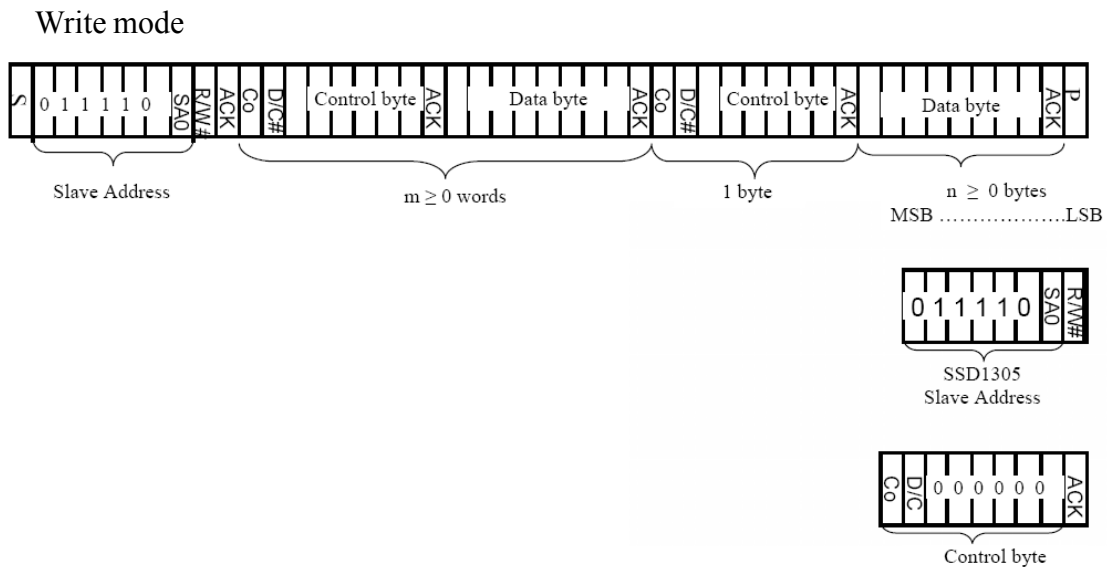 Write mode
S 0 1 1 1 1 0 SA0 R/W# ACK Co D/C# Control byte ACK Data byte ACK Co D/C# Control byte ACK Data byte ACK P
Slave Address
m ≥ 0 words
1 byte
n ≥ 0 bytes
MSB ………………….LSB
0 1 1 1 1 0 SA0 R/W#
SSD1305
Slave Address
Co D/C 0 0 0 0 0 0 ACK
Control byte